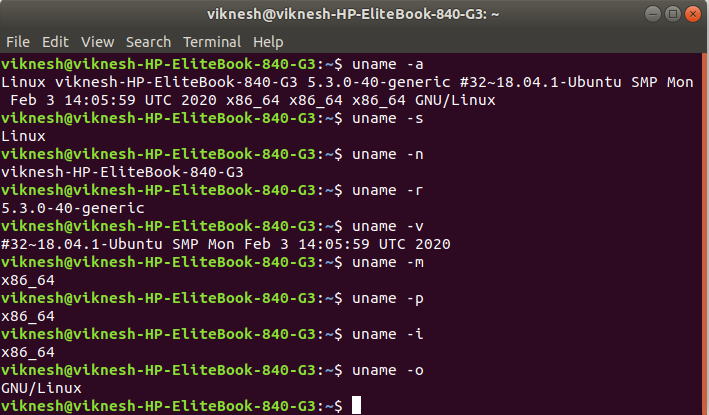 viknesh@viknesh-HP-EliteBook-840-G3: ~
File Edit View Search Terminal Help
viknesh@viknesh-HP-EliteBook-840-G3:~$ uname -a
Linux viknesh-HP-EliteBook-840-G3 5.3.0-40-generic #32~18.04.1-Ubuntu SMP Mon
Feb 3 14:05:59 UTC 2020 x86_64 x86_64 x86_64 GNU/Linux
viknesh@viknesh-HP-EliteBook-840-G3:~$ uname -s
Linux
viknesh@viknesh-HP-EliteBook-840-G3:~$ uname -n
viknesh-HP-EliteBook-840-G3
viknesh@viknesh-HP-EliteBook-840-G3:~$ uname -r
5.3.0-40-generic
viknesh@viknesh-HP-EliteBook-840-G3:~$ uname -v
#32~18.04.1-Ubuntu SMP Mon Feb 3 14:05:59 UTC 2020
viknesh@viknesh-HP-EliteBook-840-G3:~$ uname -m
x86_64
viknesh@viknesh-HP-EliteBook-840-G3:~$ uname -p
x86_64
viknesh@viknesh-HP-EliteBook-840-G3:~$ uname -i
x86_64
viknesh@viknesh-HP-EliteBook-840-G3:~$ uname -o
GNU/Linux
viknesh@viknesh-HP-EliteBook-840-G3:~$